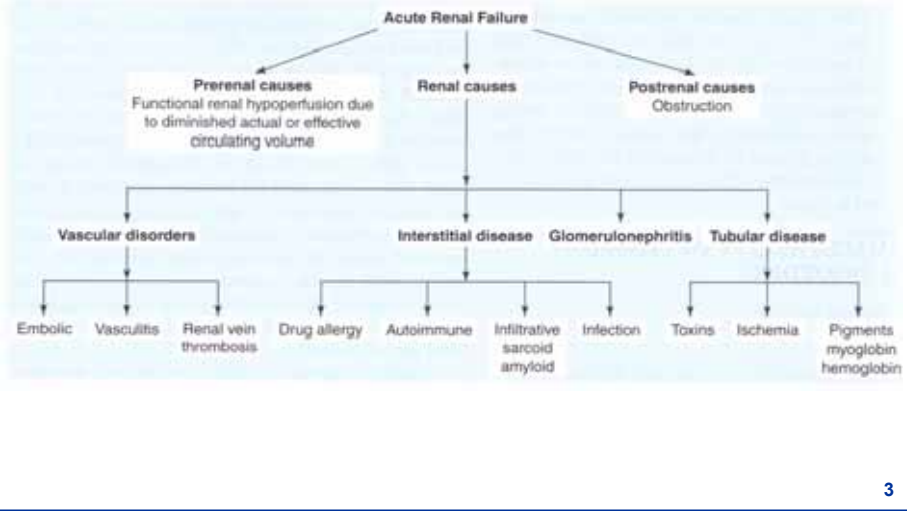 Acute Renal Failure
Prerenal causes
Functional renal hypoperfusion due
to diminished actual or effective
circulating volume
Renal causes
Postrenal causes
Obstruction
Vascular disorders
Interstitial disease
Glomerulonephritis
Tubular disease
Embolic
Vasculitis
Renal vein
thrombosis
Drug allergy
Autoimmune
Infiltrative
sarcoid
amyloid
Infection
Toxins
Ischemia
Pigments
myoglobin
hemoglobin
3